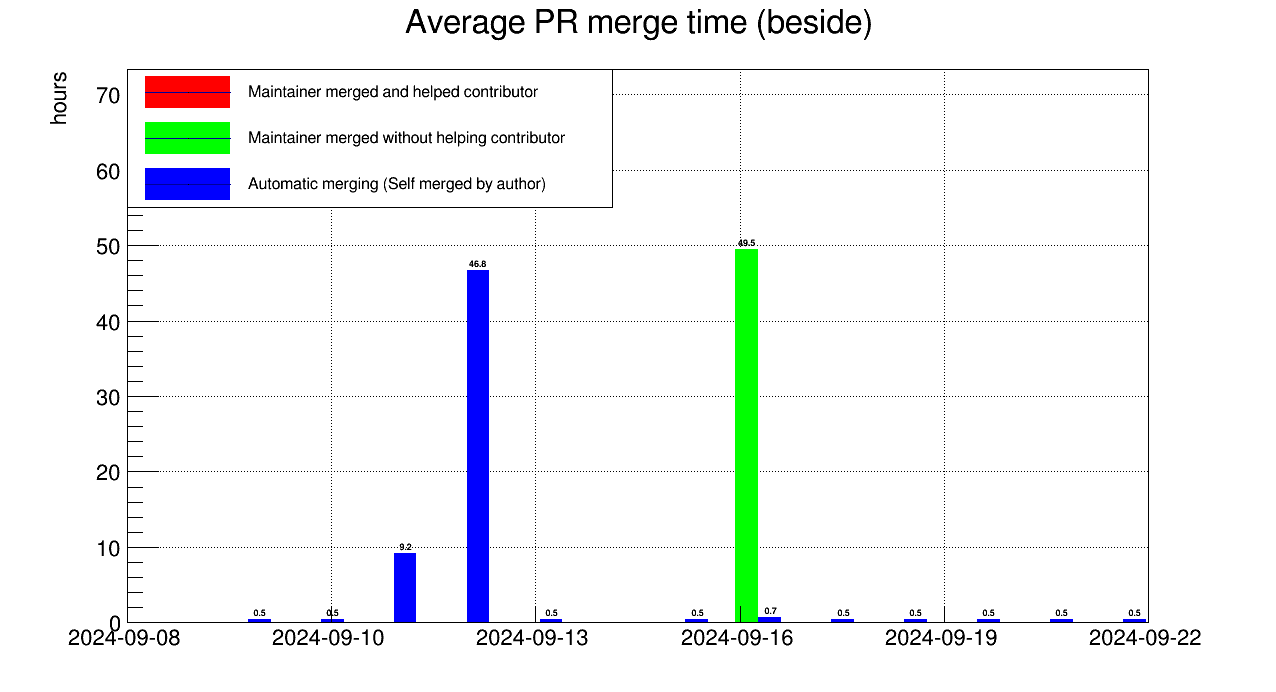 Average PR merge time (beside)
hours
Maintainer merged and helped contributor
Maintainer merged without helping contributor
Automatic merging (Self merged by author)
70
60
50
40
30
20
10
0
49.5
46.8
9.2
0.5 0.5 0.5 0.5 0.7 0.5 0.5 0.5 0.5 0.5
2024-09-08 2024-09-10 2024-09-13 2024-09-16 2024-09-19 2024-09-22